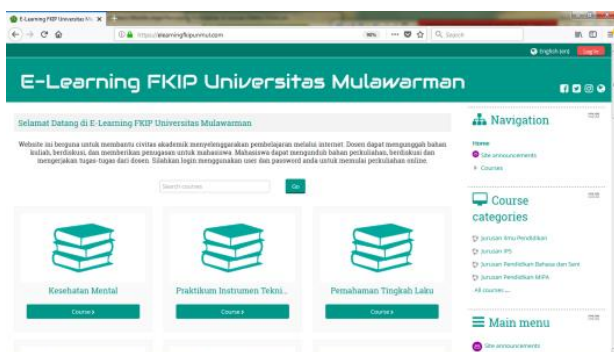 E-Learning FKIP Universitas Mu
https://elearningfkipunmul.com
90%
Search
English (en)
Log in
E-Learning FKIP Universitas Mulawarman
Selamat Datang di E-Learning FKIP Universitas Mulawarman
Website ini berguna untuk membantu civitas akademik menyelenggarakan pembelajaran melalui internet. Dosen dapat mengunggah bahan
kuliah, berdiskusi, dan memberikan penugasan untuk mahasiswa. Mahasiswa dapat mengunduh bahan perkuliahan, berdiskusi dan
mengerjakan tugas-tugas dari dosen. Silahkan login menggunakan user dan password anda untuk memulai perkuliahan online.
Search courses
Go
Kesehatan Mental
Course
Praktikum Instrumen Tekni...
Course
Pemahaman Tingkah Laku
Course
Navigation
Home
Site announcements
Courses
Course
categories
Jurusan Ilmu Pendidikan
Jurusan IPS
Jurusan Pendidikan Bahasa dan Seni
Jurusan Pendidikan MIPA
All courses ...
Main menu
Site announcements